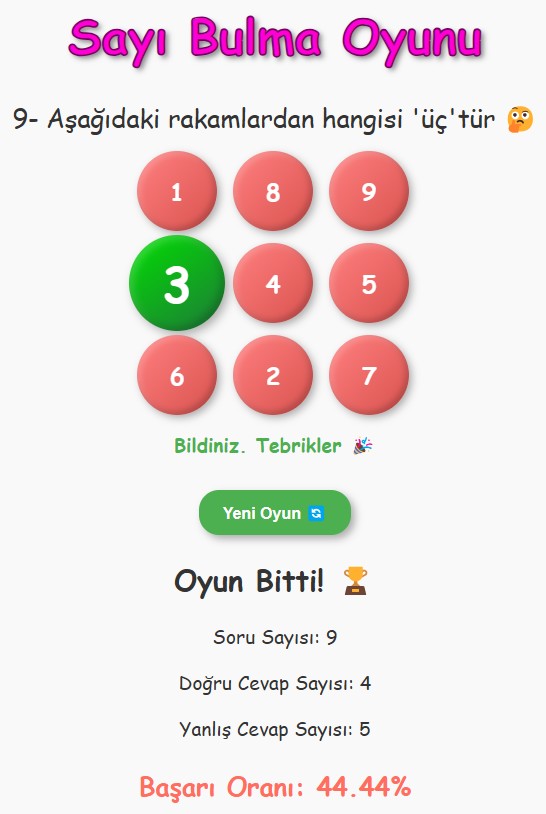 Sayı Bulma Oyunu
9- Aşağıdaki rakamlardan hangisi 'üç'tür 🤔
1 8 9
3 4 5
6 2 7
Bildiniz. Tebrikler 🎉
Yeni Oyun 🔄
Oyun Bitti! 🏆
Soru Sayısı: 9
Doğru Cevap Sayısı: 4
Yanlış Cevap Sayısı: 5
Başarı Oranı: 44.44%